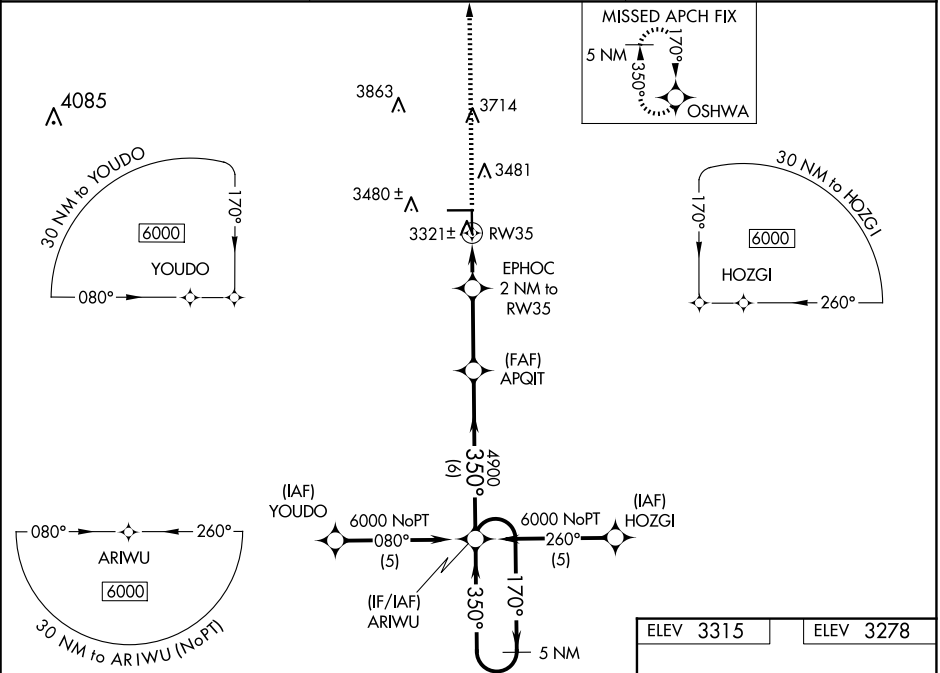 MISSED APCH FIX
5 NM
350°
170°
OSHWA
4085
3863
3714
3481
3480 ±
3321±
RW35
30 NM to YOUDO
170°
6000
YOUDO
080°
30 NM to HOZGI
170°
6000
HOZGI
260°
EPHOC
2 NM to
RW35
(FAF)
APQIT
4900
350°
(6)
(IAF)
YOUDO
6000 NoPT
080°
(5)
(IAF)
HOZGI
6000 NoPT
260°
(5)
(IF/IAF)
ARIWU
350°
170°
5 NM
080°
260°
ARIWU
6000
30 NM to ARIWU (NoPT)
ELEV 3315
ELEV 3278